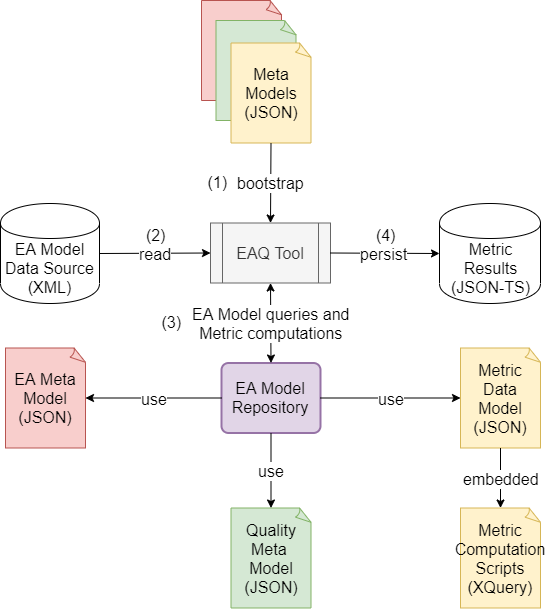 Meta
Models
(JSON)
(1) bootstrap
EA Model
Data Source
(XML)
(2)
read
EAQ Tool
(4)
persist
Metric
Results
(JSON-TS)
(3)
EA Model queries and
Metric computations
EA Meta
Model
(JSON)
use
EA Model
Repository
use
Metric
Data
Model
(JSON)
use
embedded
Quality
Meta
Model
(JSON)
Metric
Computation
Scripts
(XQuery)